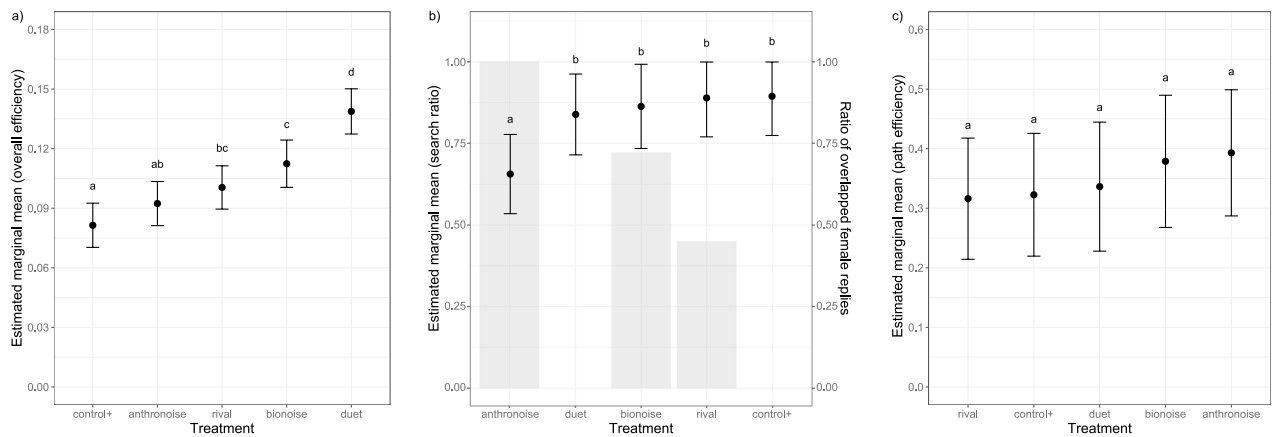 a)
Estimated marginal mean (overall efficiency)
0.18
0.15
0.12
0.09
0.06
0.03
0.00
a
ab
bc
c
d
control+ anthronoise rival bionoise duet
Treatment
b)
Estimated marginal mean (search ratio)
1.00
0.75
0.50
0.25
0.00
a
b
b
b
b
1.00
0.75
0.50
0.25
0.00
Ratio of overlapped female replies
anthronoise duet bionoise rival control+
Treatment
c)
Estimated marginal mean (path efficiency)
0.6
0.5
0.4
0.3
0.2
0.1
0.0
a
a
a
a
a
rival control+ duet bionoise anthronoise
Treatment